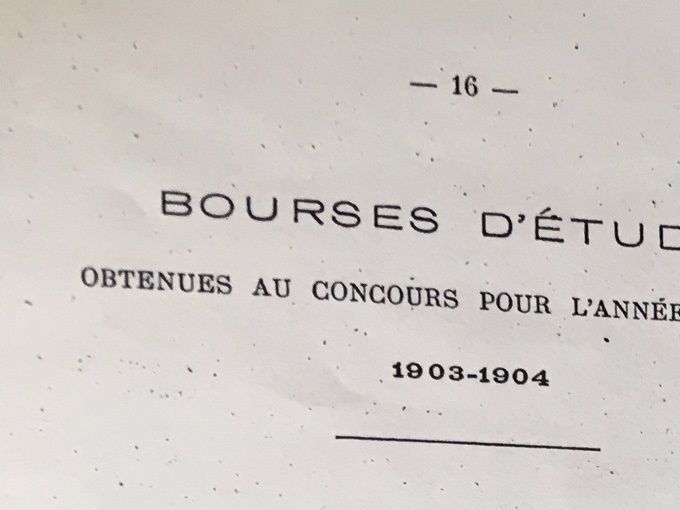 — 16 —
BOURSES D'ÉTUD
OBTENUES AU CONCOURS POUR L'ANNÉE
1903-1904